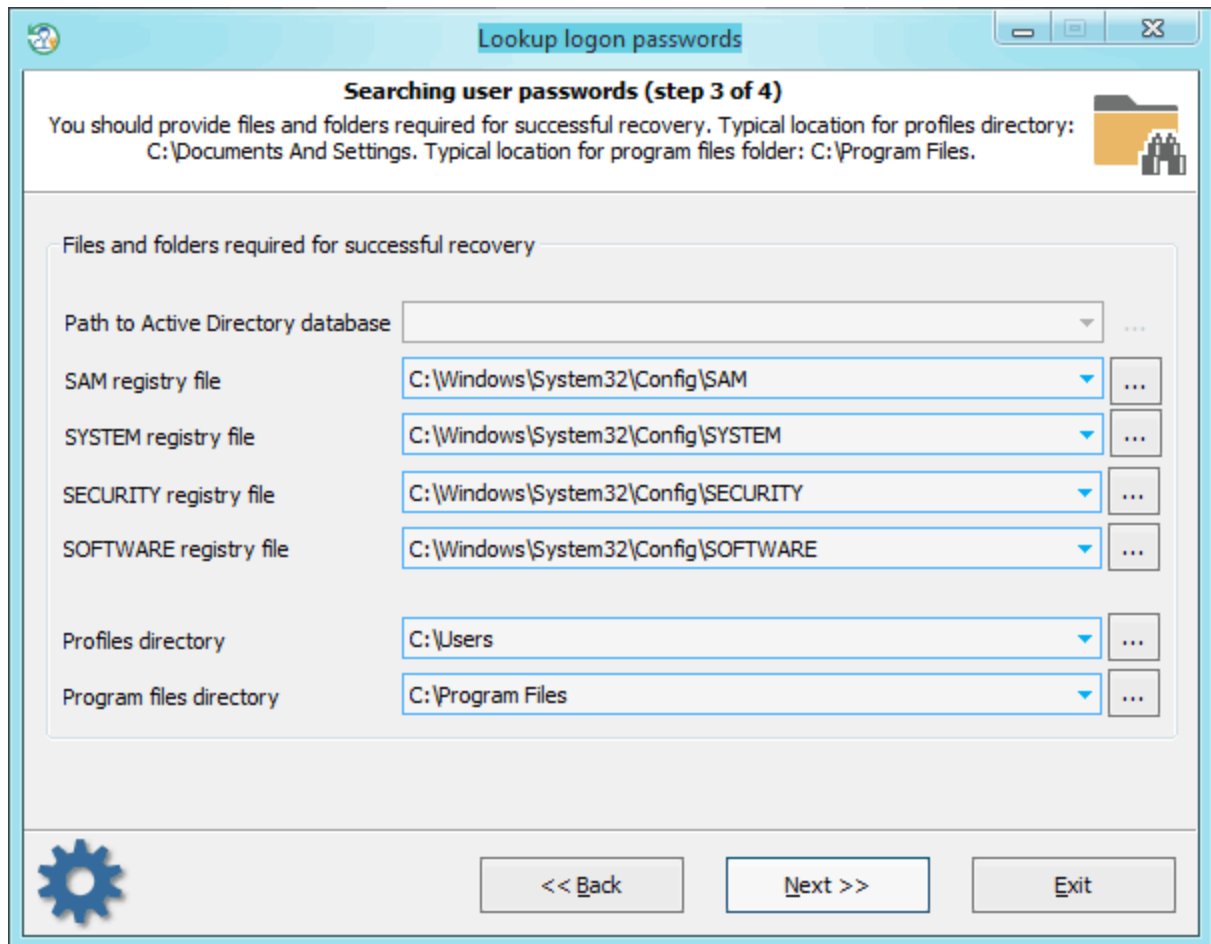 Lookup logon passwords
Searching user passwords (step 3 of 4)
You should provide files and folders required for successful recovery. Typical location for profiles directory:
C:\Documents And Settings. Typical location for program files folder: C:\Program Files.
Files and folders required for successful recovery
Path to Active Directory database ...
SAM registry file C:\Windows\System32\Config\SAM ...
SYSTEM registry file C:\Windows\System32\Config\SYSTEM ...
SECURITY registry file C:\Windows\System32\Config\SECURITY ...
SOFTWARE registry file C:\Windows\System32\Config\SOFTWARE ...
Profiles directory C:\Users ...
Program files directory C:\Program Files ...
<< Back Next >> Exit